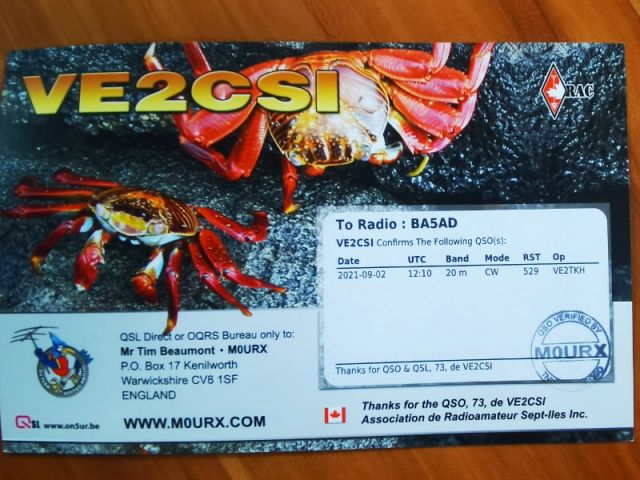 VE2CSI
RAC
To Radio : BA5AD
VE2CSI Confirms The Following QSO(s):
Date UTC Band Mode RST Op
2021-09-02 12:10 20 m CW 529 VE2TKH
Thanks for QSO & QSL, 73, de VE2CSI
QSO VERIFIED BY
M0URX
QSL Direct or OQRS Bureau only to:
Mr Tim Beaumont • M0URX
P.O. Box 17 Kenilworth
Warwickshire CV8 1SF
ENGLAND
QSL www.on5ur.be
WWW.M0URX.COM
Thanks for the QSO, 73, de VE2CSI
Association de Radioamateur Sept-Iles Inc.